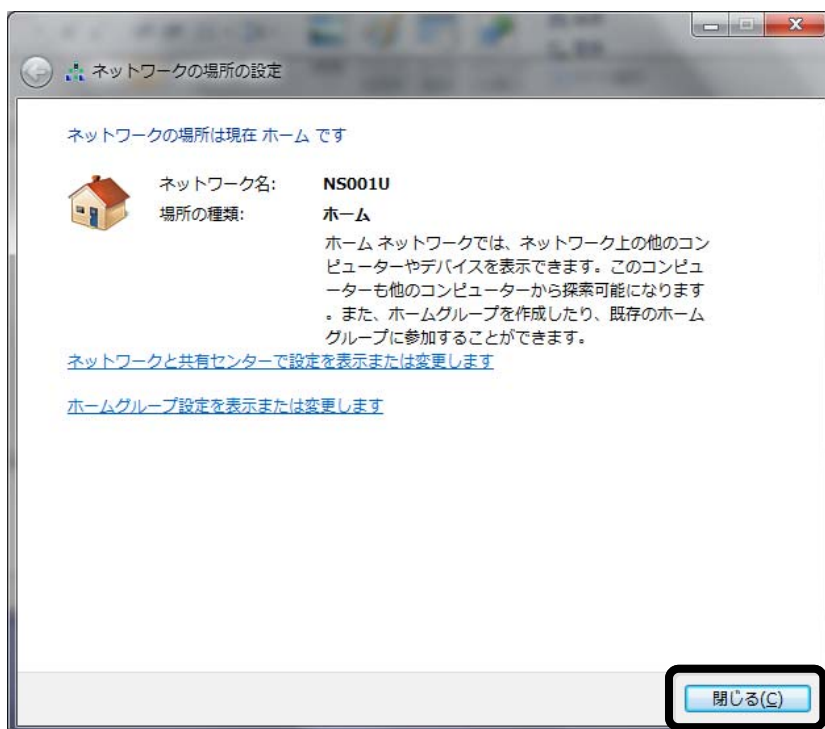 ネットワークの場所の設定
ネットワークの場所は現在 ホーム です
ネットワーク名: NS001U
場所の種類: ホーム
ホーム ネットワークでは、ネットワーク上の他のコン
ピューターやデバイスを表示できます。このコンピュ
ーターも他のコンピューターから探索可能になります
。また、ホームグループを作成したり、既存のホーム
グループに参加することができます。
ネットワークと共有センターで設定を表示または変更します
ホームグループ設定を表示または変更します
閉じる(C)